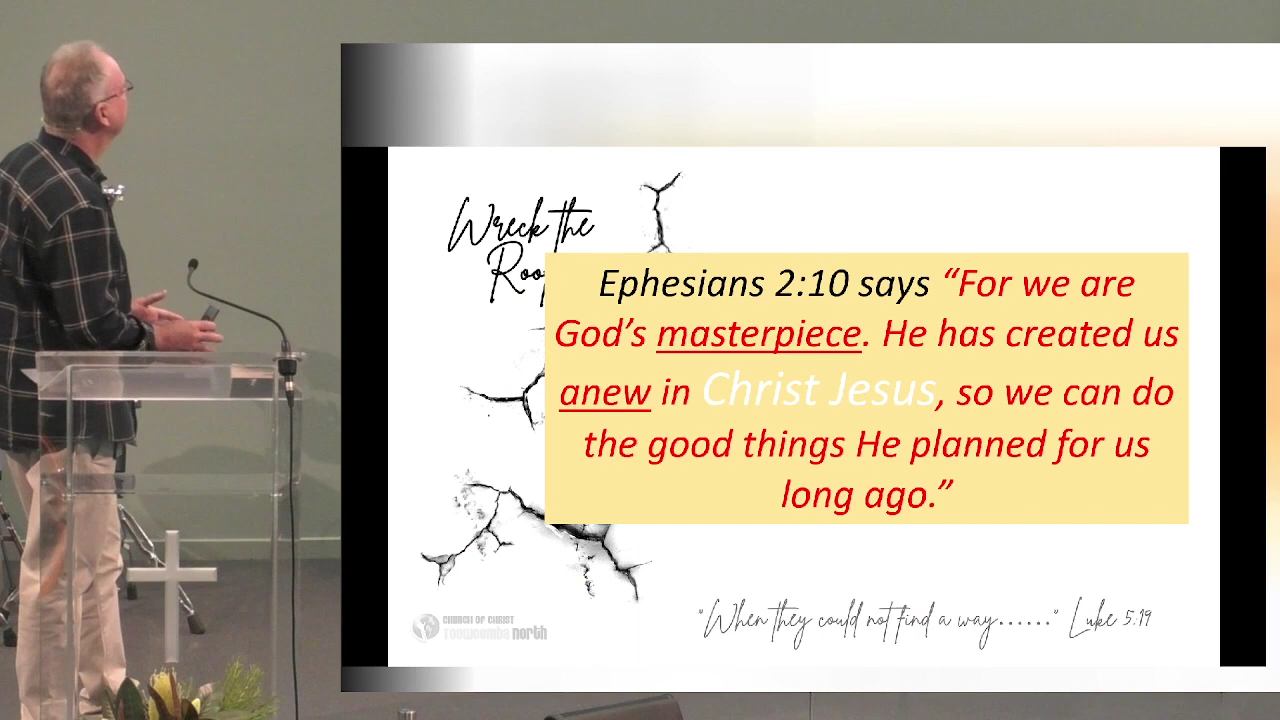 Wreck the
Roof
Ephesians 2:10 says “For we are
God’s masterpiece. He has created us
anew in Christ Jesus, so we can do
the good things He planned for us
long ago.”
CHURCH OF CHRIST
TOOWOOMBA NORTH
"When they could not find a way......" Luke 5:19